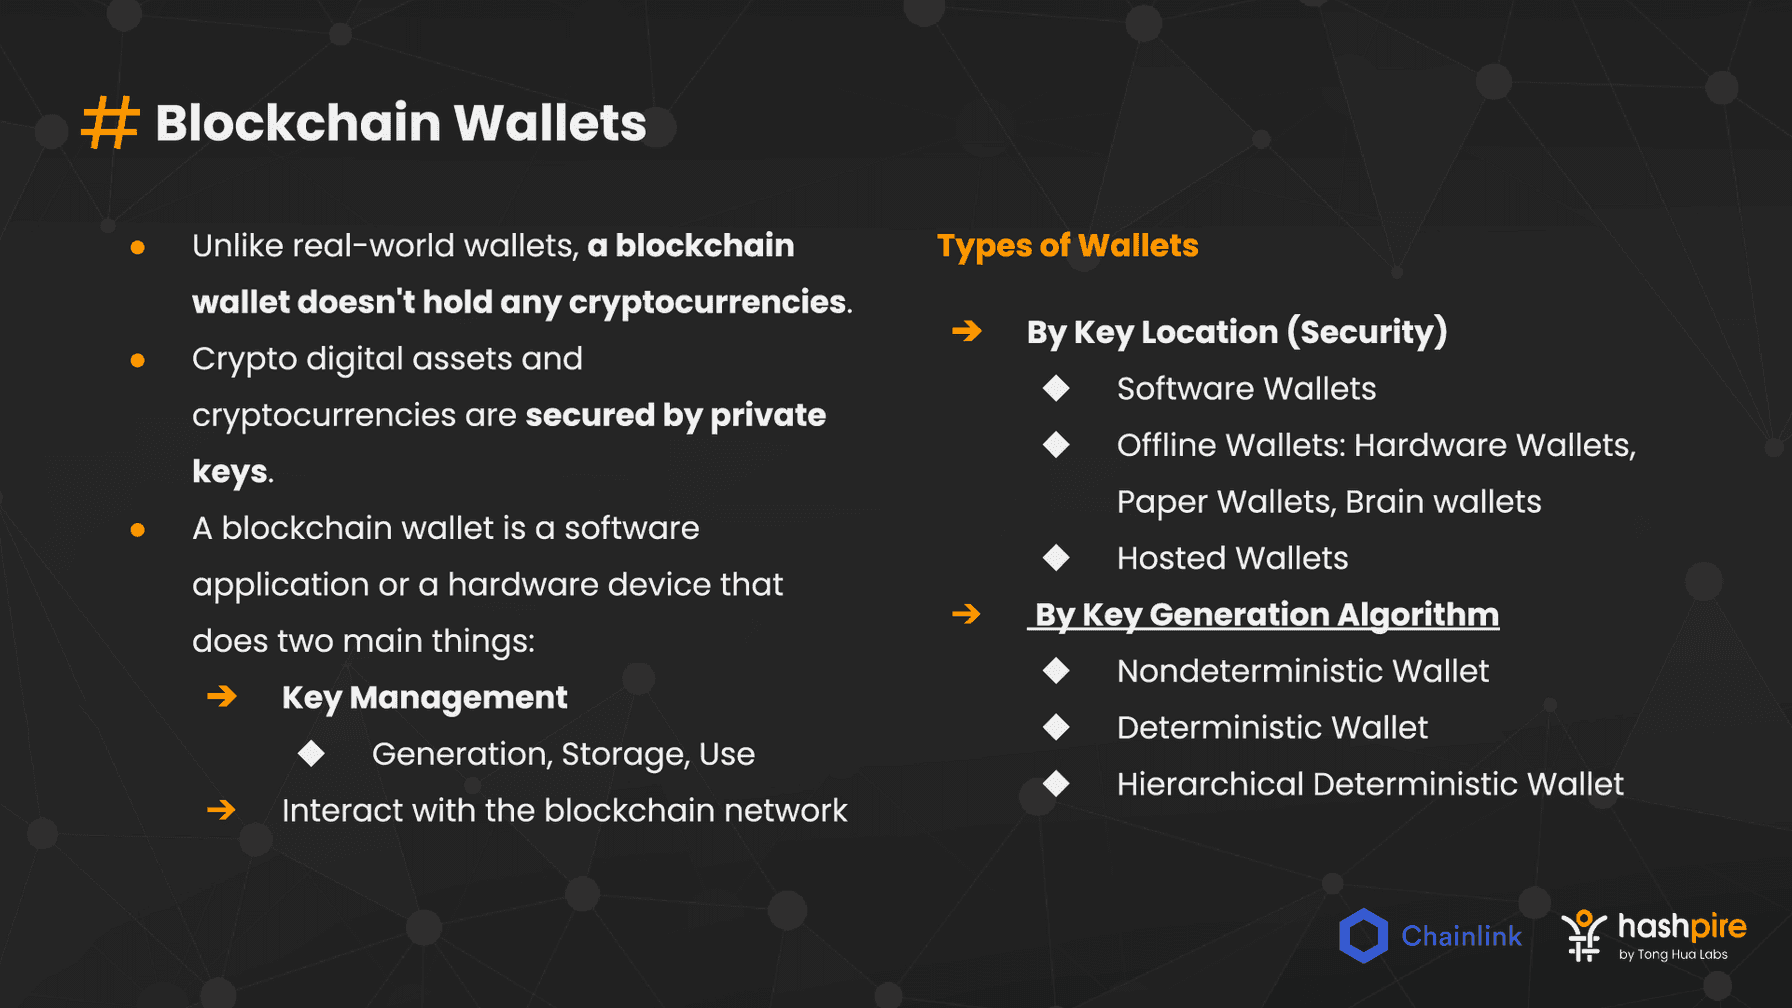 # Blockchain Wallets
● Unlike real-world wallets, a blockchain
wallet doesn't hold any cryptocurrencies.
● Crypto digital assets and
cryptocurrencies are secured by private
keys.
● A blockchain wallet is a software
application or a hardware device that
does two main things:
➔ Key Management
◆ Generation, Storage, Use
➔ Interact with the blockchain network
Types of Wallets
➔ By Key Location (Security)
◆ Software Wallets
◆ Offline Wallets: Hardware Wallets,
Paper Wallets, Brain wallets
◆ Hosted Wallets
➔ By Key Generation Algorithm
◆ Nondeterministic Wallet
◆ Deterministic Wallet
◆ Hierarchical Deterministic Wallet
Chainlink
hashpire
by Tong Hua Labs